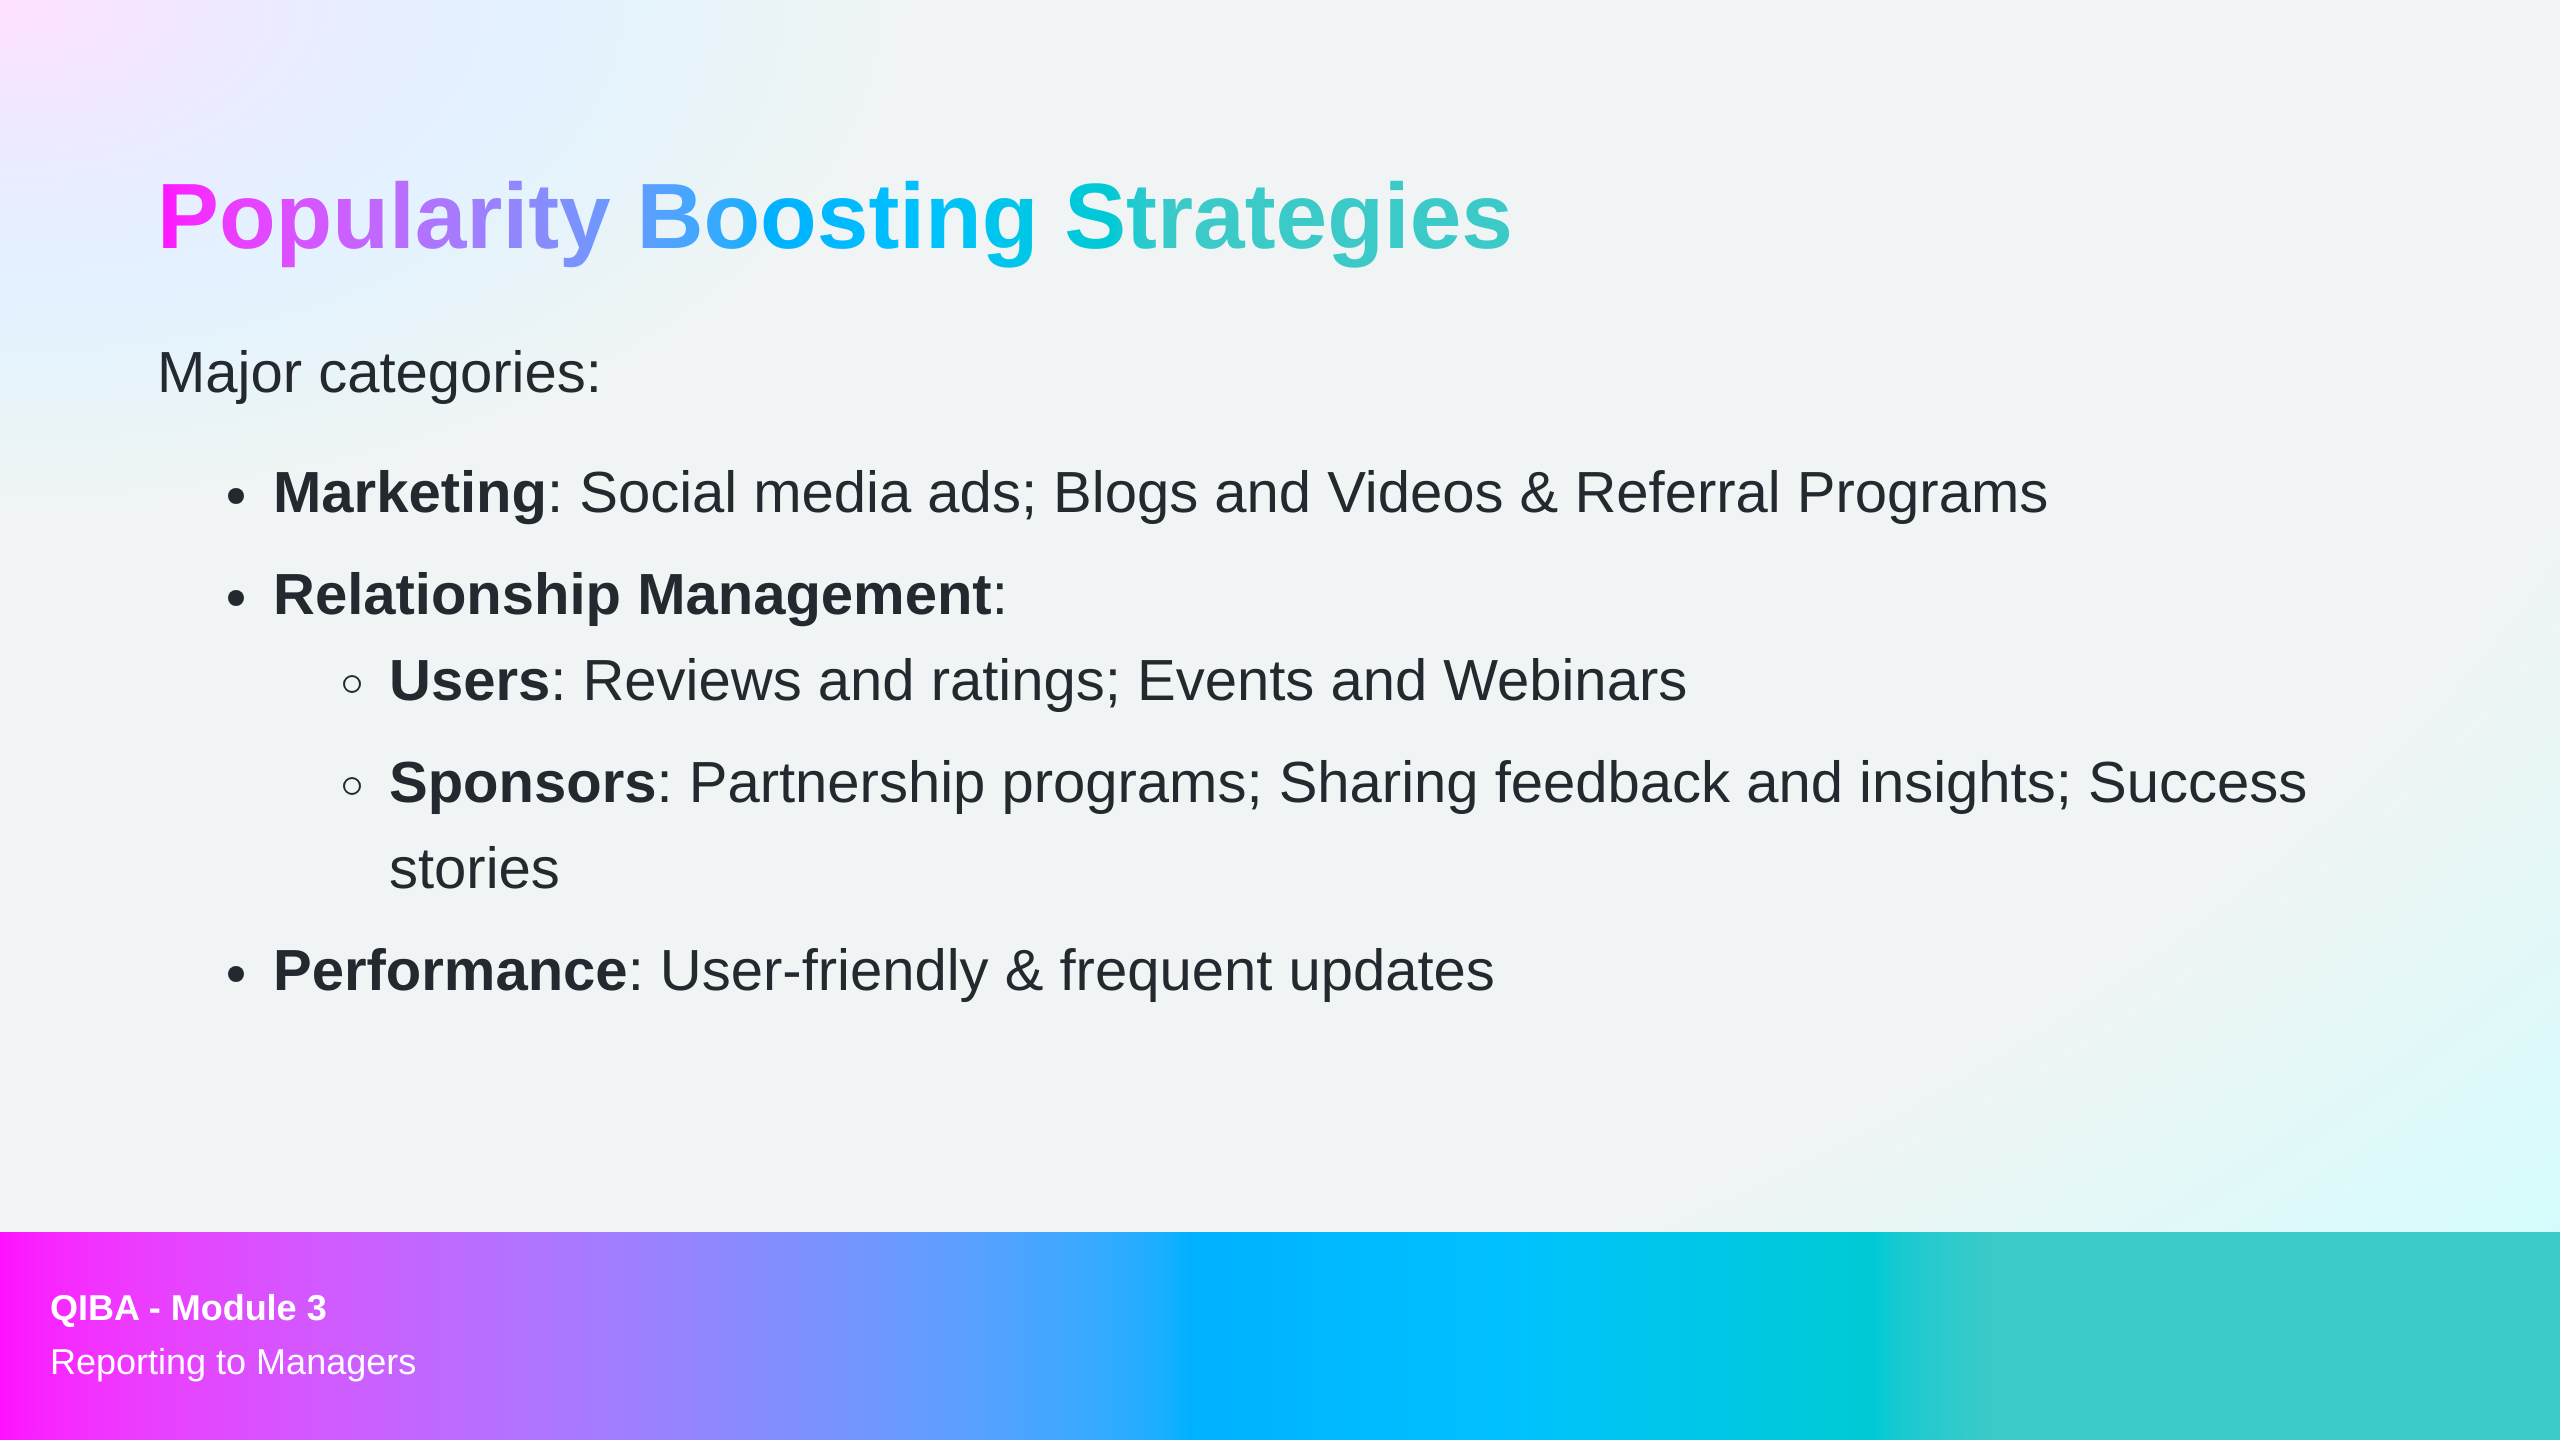 Popularity Boosting Strategies
Major categories:
• Marketing: Social media ads; Blogs and Videos & Referral Programs
• Relationship Management:
◦ Users: Reviews and ratings; Events and Webinars
◦ Sponsors: Partnership programs; Sharing feedback and insights; Success
stories
• Performance: User-friendly & frequent updates
QIBA - Module 3
Reporting to Managers